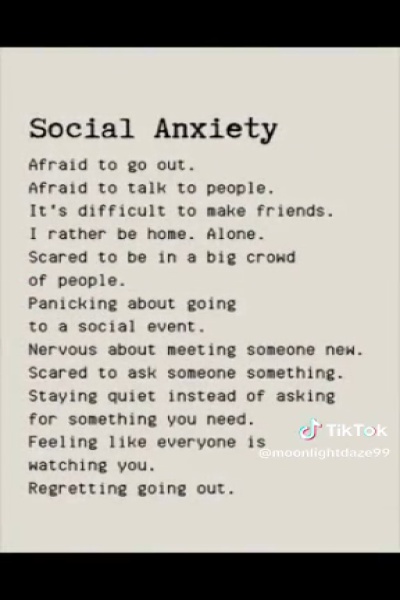 Social Anxiety
Afraid to go out.
Afraid to talk to people.
It's difficult to make friends.
I rather be home. Alone.
Scared to be in a big crowd
of people.
Panicking about going
to a social event.
Nervous about meeting someone new.
Scared to ask someone something.
Staying quiet instead of asking
for something you need.
Feeling like everyone is
watching you.
Regretting going out.
TikTok
@moonlightdaze99